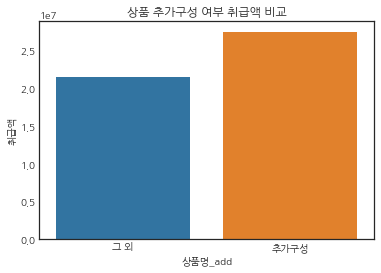 상품 추가구성 여부 취급액 비교
1e7
2.5
2.0
1.5
1.0
0.5
0.0
취급액
그 외
추가구성
상품명_add